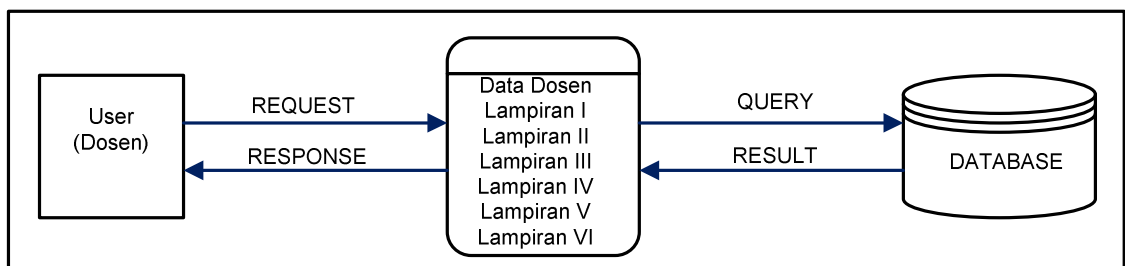 User
(Dosen)
REQUEST
RESPONSE
Data Dosen
Lampiran I
Lampiran II
Lampiran III
Lampiran IV
Lampiran V
Lampiran VI
QUERY
RESULT
DATABASE